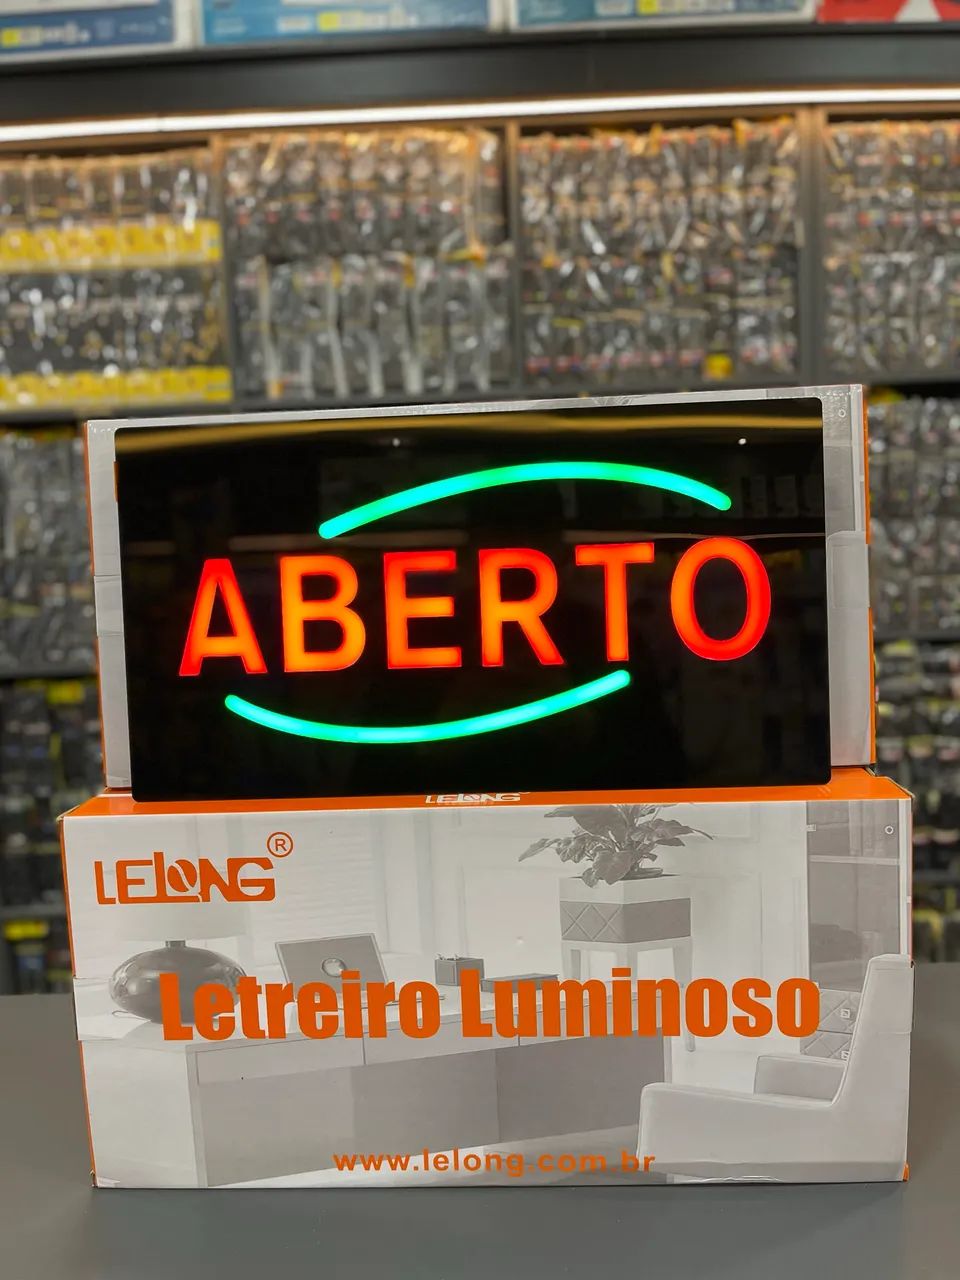 ABERTO
LELONG
LELONG®
Letreiro Luminoso
www.lelong.com.br